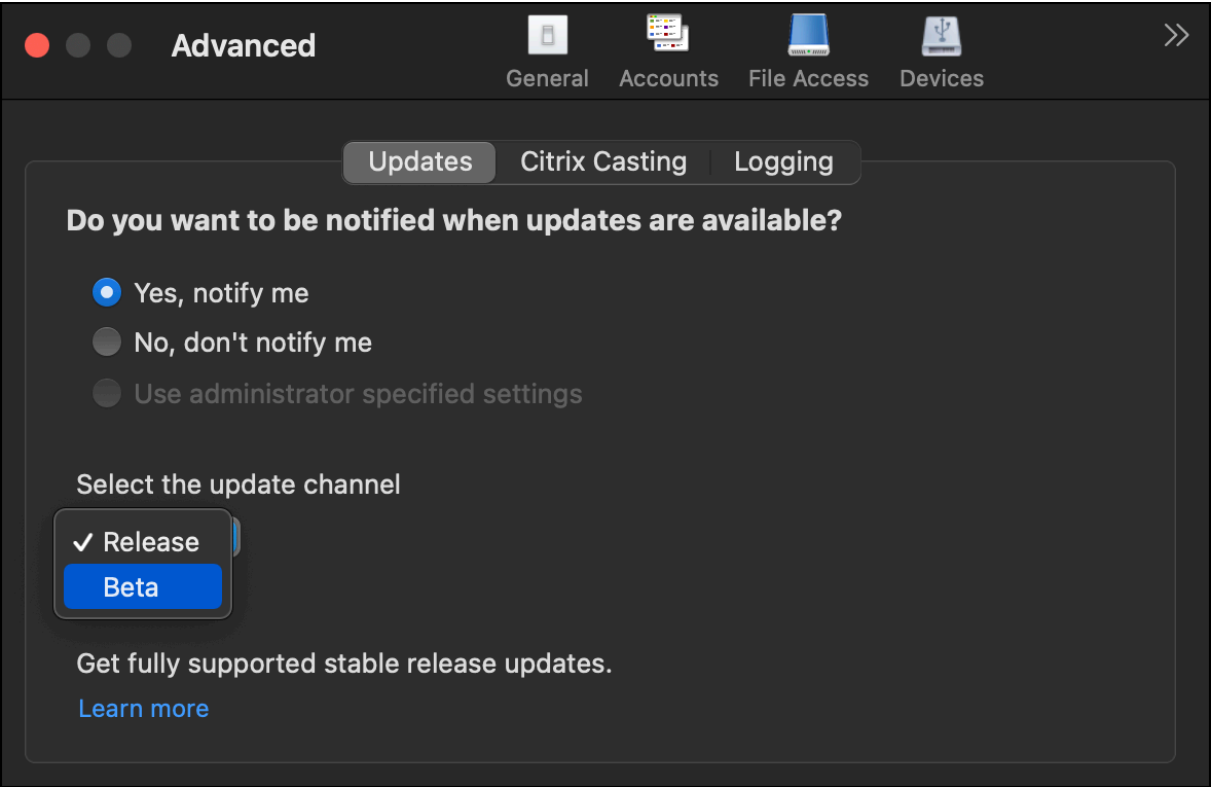 Advanced
General Accounts File Access Devices
Updates Citrix Casting Logging
Do you want to be notified when updates are available?
Yes, notify me
No, don't notify me
Use administrator specified settings
Select the update channel
✓ Release
Beta
Get fully supported stable release updates.
Learn more